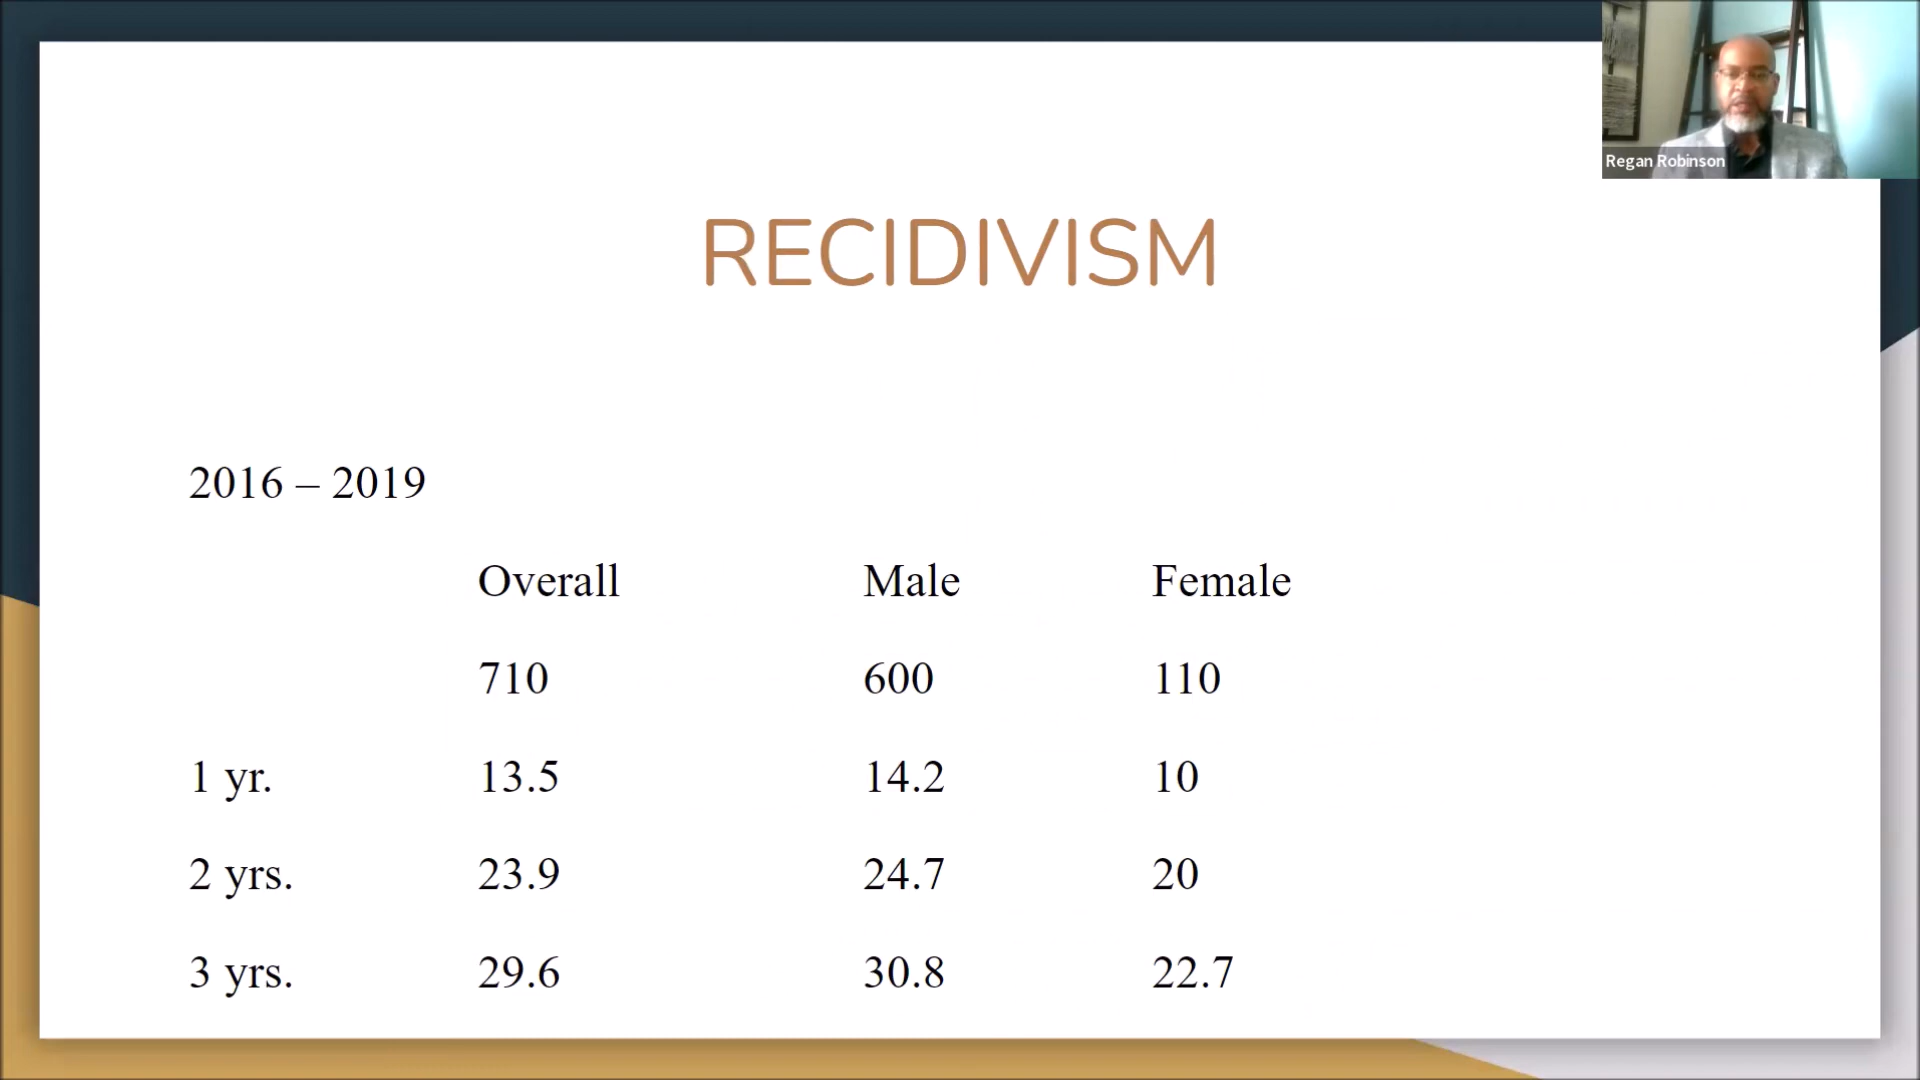 Regan Robinson
RECIDIVISM
2016 – 2019
Overall Male Female
710 600 110
1 yr. 13.5 14.2 10
2 yrs. 23.9 24.7 20
3 yrs. 29.6 30.8 22.7